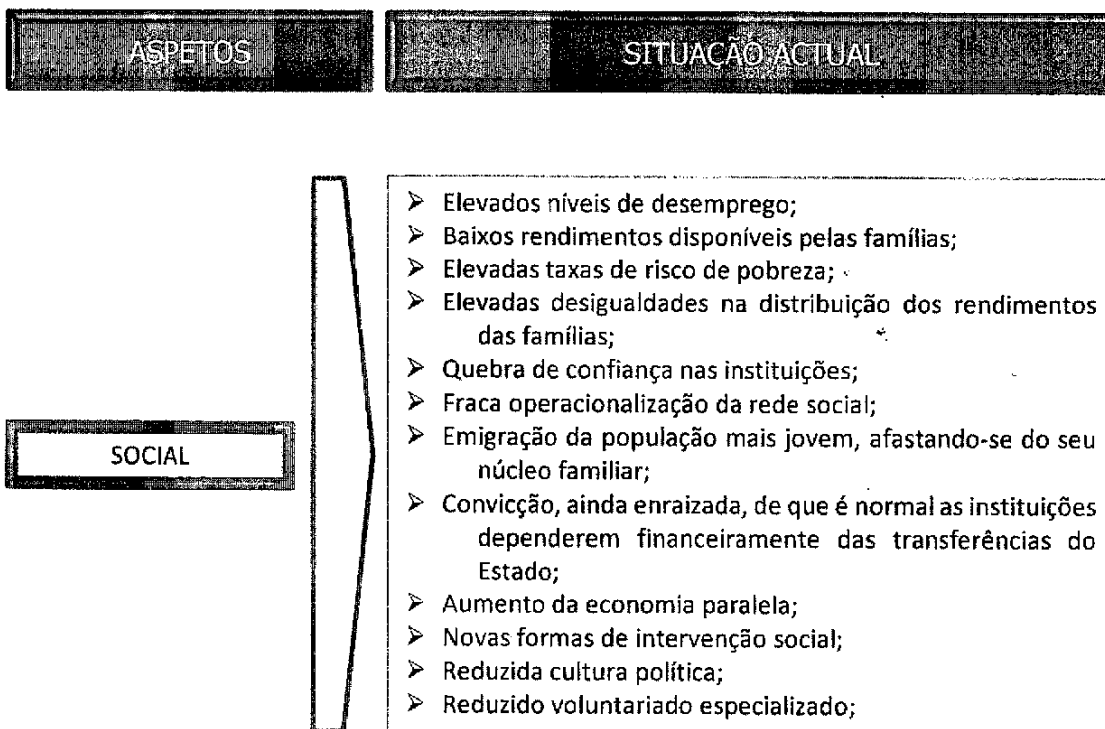 ASPETOS
SITUAÇÃO ACTUAL
➢ Elevados níveis de desemprego;
➢ Baixos rendimentos disponíveis pelas famílias;
➢ Elevadas taxas de risco de pobreza;
➢ Elevadas desigualdades na distribuição dos rendimentos
das famílias;
➢ Quebra de confiança nas instituições;
➢ Fraca operacionalização da rede social;
➢ Emigração da população mais jovem, afastando-se do seu
núcleo familiar;
SOCIAL
➢ Convicção, ainda enraizada, de que é normal as instituições
dependerem financeiramente das transferências do
Estado;
➢ Aumento da economia paralela;
➢ Novas formas de intervenção social;
➢ Reduzida cultura política;
➢ Reduzido voluntariado especializado;